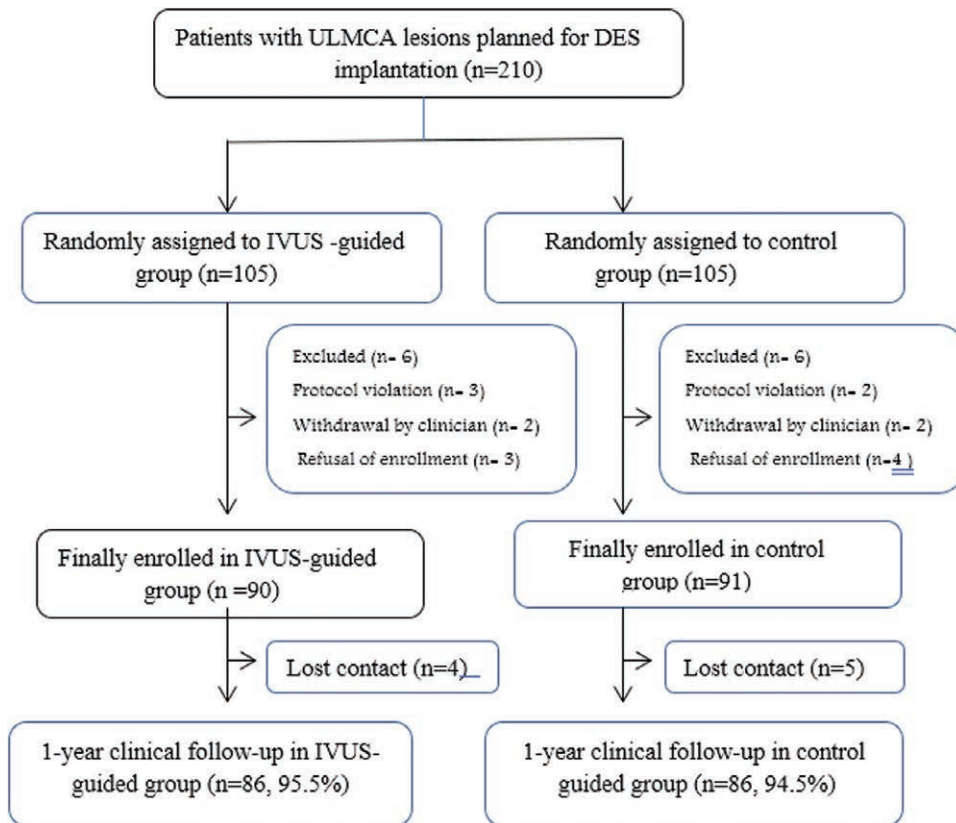 Patients with ULMCA lesions planned for DES
implantation (n=210)
Randomly assigned to IVUS -guided
group (n=105)
Randomly assigned to control
group (n=105)
Excluded (n- 6)
Protocol violation (n- 3)
Withdrawal by clinician (n- 2)
Refusal of enrollment (n- 3)
Excluded (n- 6)
Protocol violation (n- 2)
Withdrawal by clinician (n- 2)
Refusal of enrollment (n-4 )
Finally enrolled in IVUS-guided
group (n =90)
Finally enrolled in control
group (n=91)
Lost contact (n=4)
Lost contact (n=5)
1-year clinical follow-up in IVUS-
guided group (n=86, 95.5%)
1-year clinical follow-up in control
guided group (n=86, 94.5%)